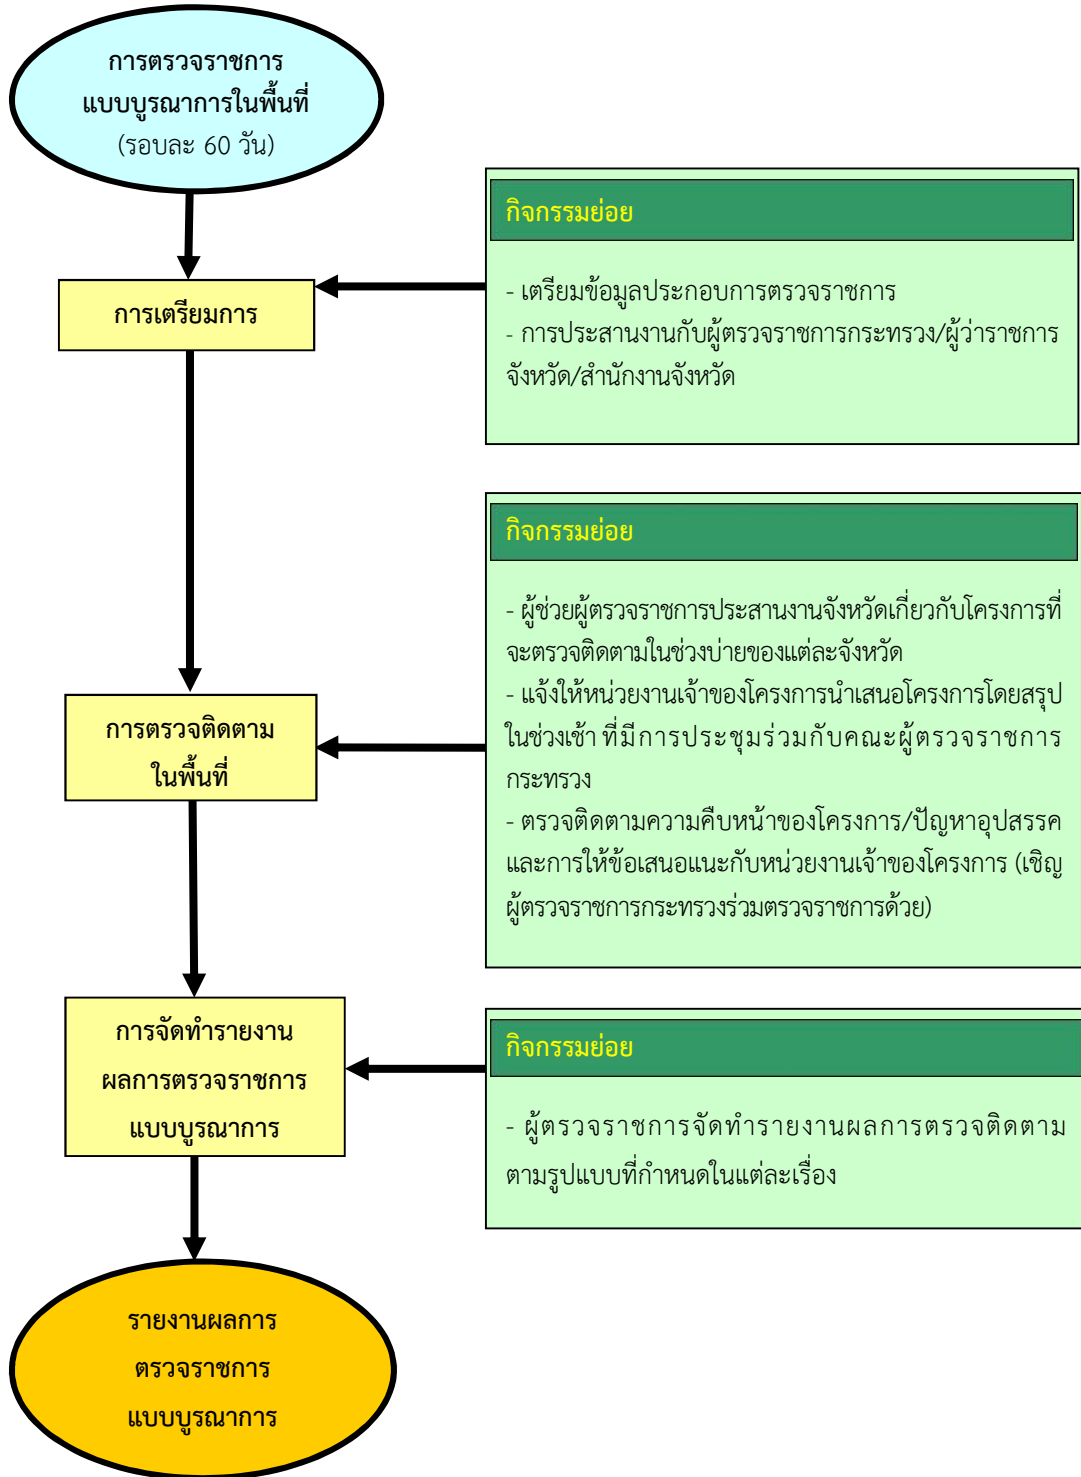 การตรวจราชการ
แบบบูรณาการในพื้นที่
(รอบละ 60 วัน)
กิจกรรมย่อย
- เตรียมข้อมูลประกอบการตรวจราชการ
- การประสานงานกับผู้ตรวจราชการกระทรวง/ผู้ว่าราชการ
จังหวัด/สำนักงานจังหวัด
การเตรียมการ
กิจกรรมย่อย
- ผู้ช่วยผู้ตรวจราชการประสานงานจังหวัดเกี่ยวกับโครงการที่
จะตรวจติดตามในช่วงบ่ายของแต่ละจังหวัด
- แจ้งให้หน่วยงานเจ้าของโครงการนำเสนอโครงการโดยสรุป
ในช่วงเช้า ที่มีการประชุมร่วมกับคณะผู้ตรวจราชการ
กระทรวง
- ตรวจติดตามความคืบหน้าของโครงการ/ปัญหาอุปสรรค
และการให้ข้อเสนอแนะกับหน่วยงานเจ้าของโครงการ (เชิญ
ผู้ตรวจราชการกระทรวงร่วมตรวจราชการด้วย)
การตรวจติดตาม
ในพื้นที่
การจัดทำรายงาน
ผลการตรวจราชการ
แบบบูรณาการ
กิจกรรมย่อย
- ผู้ตรวจราชการจัดทำรายงานผลการตรวจติดตาม
ตามรูปแบบที่กำหนดในแต่ละเรื่อง
รายงานผลการ
ตรวจราชการ
แบบบูรณาการ